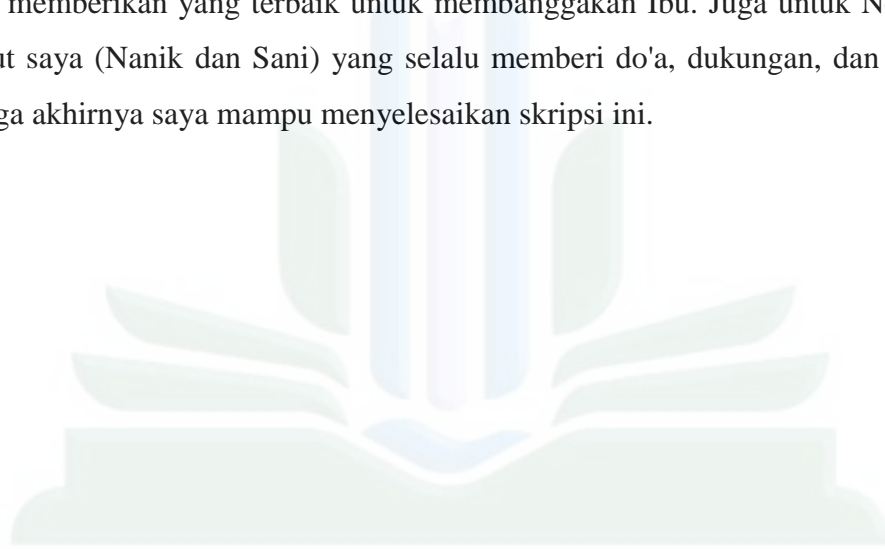 memberikan yang terbaik untuk membanggakan Ibu. Juga untuk
saya (Nanik dan Sani) yang selalu memberi do'a, dukungan, dan
akhirnya saya mampu menyelesaikan skripsi ini.